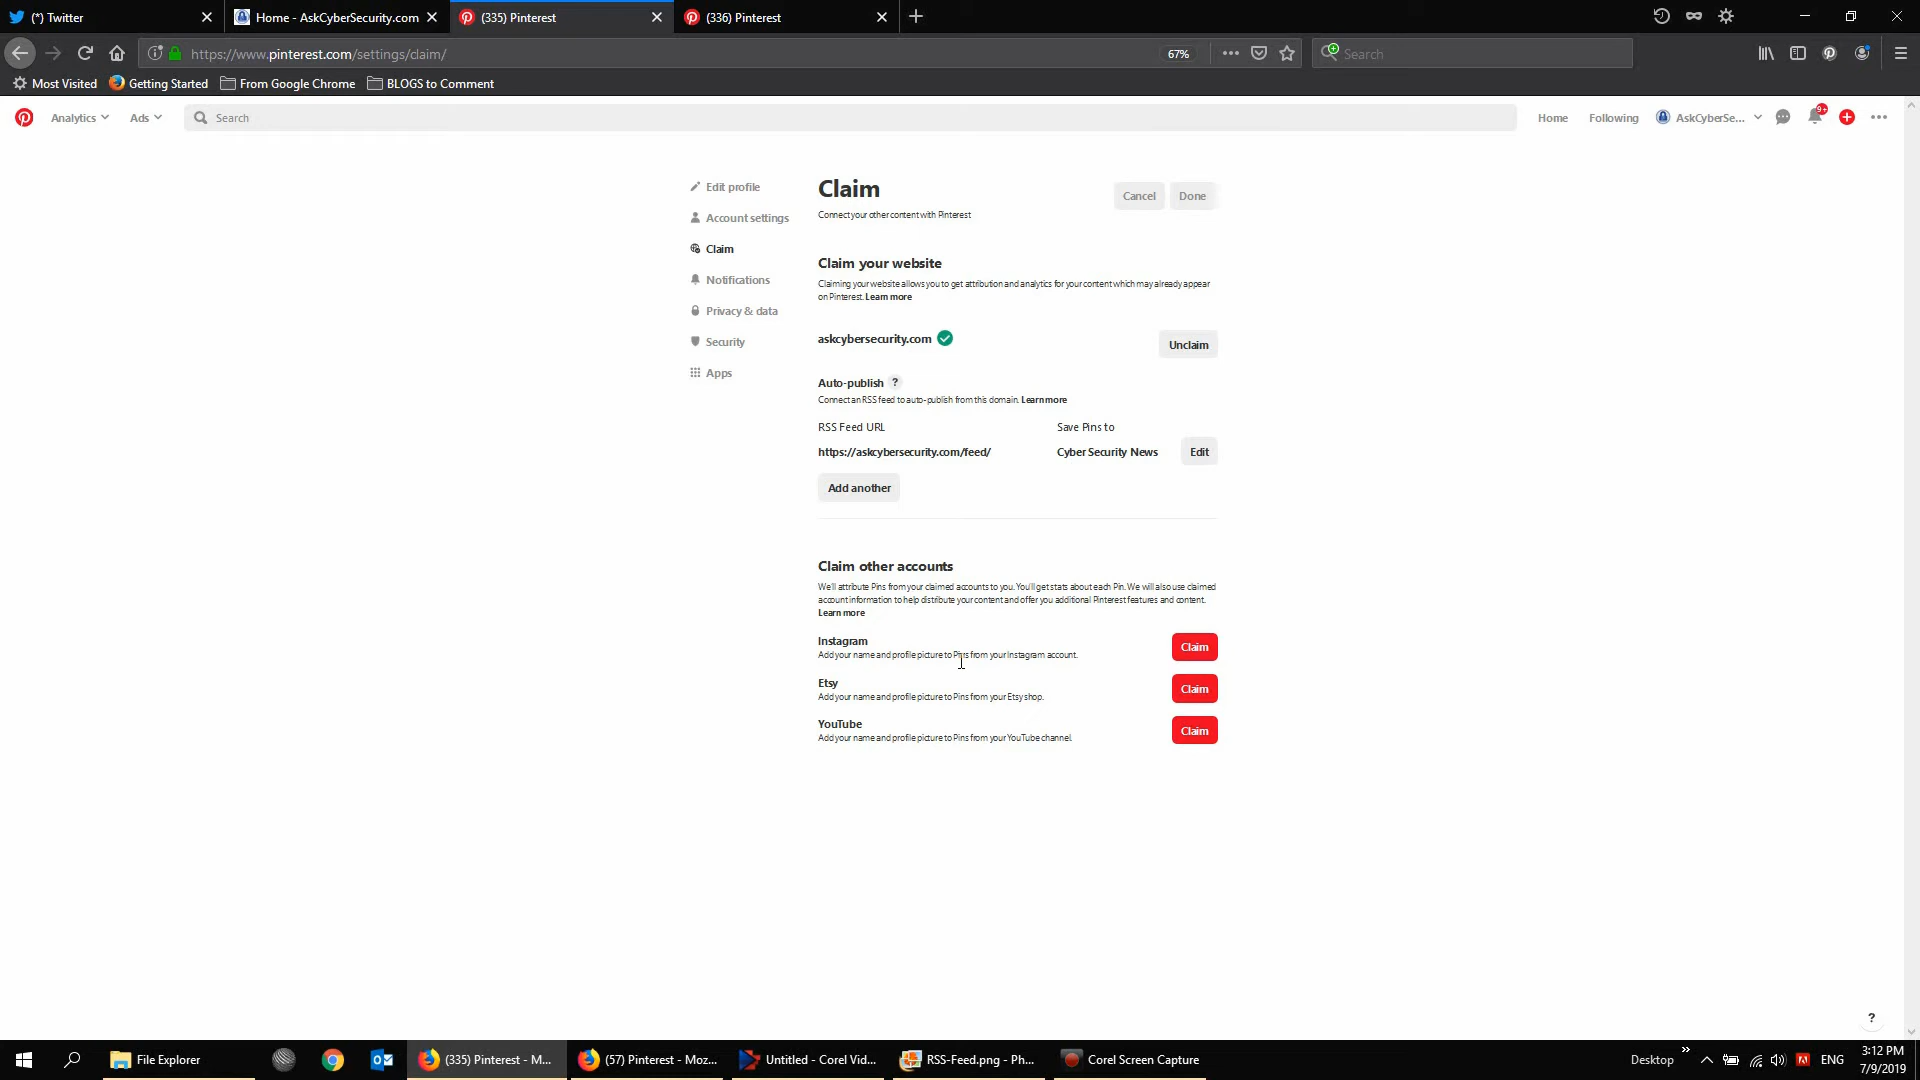 (*) Twitter
Home - AskCyberSecurity.com
(335) Pinterest
(336) Pinterest
https://www.pinterest.com/settings/claim/
67%
Search
Most Visited
Getting Started
From Google Chrome
BLOGS to Comment
Analytics
Ads
Search
Home
Following
AskCyberSe...
9+
Edit profile
Account settings
Claim
Notifications
Privacy & data
Security
Apps
Claim
Cancel
Done
Connect your other content with Pinterest
Claim your website
Claiming your website allows you to get attribution and analytics for your content which may already appear
on Pinterest. Learn more
askcybersecurity.com
Unclaim
Auto-publish ?
Connect an RSS feed to auto-publish from this domain. Learn more
RSS Feed URL
Save Pins to
https://askcybersecurity.com/feed/
Cyber Security News
Edit
Add another
Claim other accounts
We'll attribute Pins from your claimed accounts to you. You'll get stats about each Pin. We will also use claimed
account information to help distribute your content and offer you additional Pinterest features and content.
Learn more
Instagram
Add your name and profile picture to Pins from your Instagram account.
Claim
Etsy
Add your name and profile picture to Pins from your Etsy shop.
Claim
YouTube
Add your name and profile picture to Pins from your YouTube channel.
Claim
?
File Explorer
(335) Pinterest - M...
(57) Pinterest - Moz...
Untitled - Corel Vid...
RSS-Feed.png - Ph...
Corel Screen Capture
Desktop
ENG
3:12 PM
7/9/2019